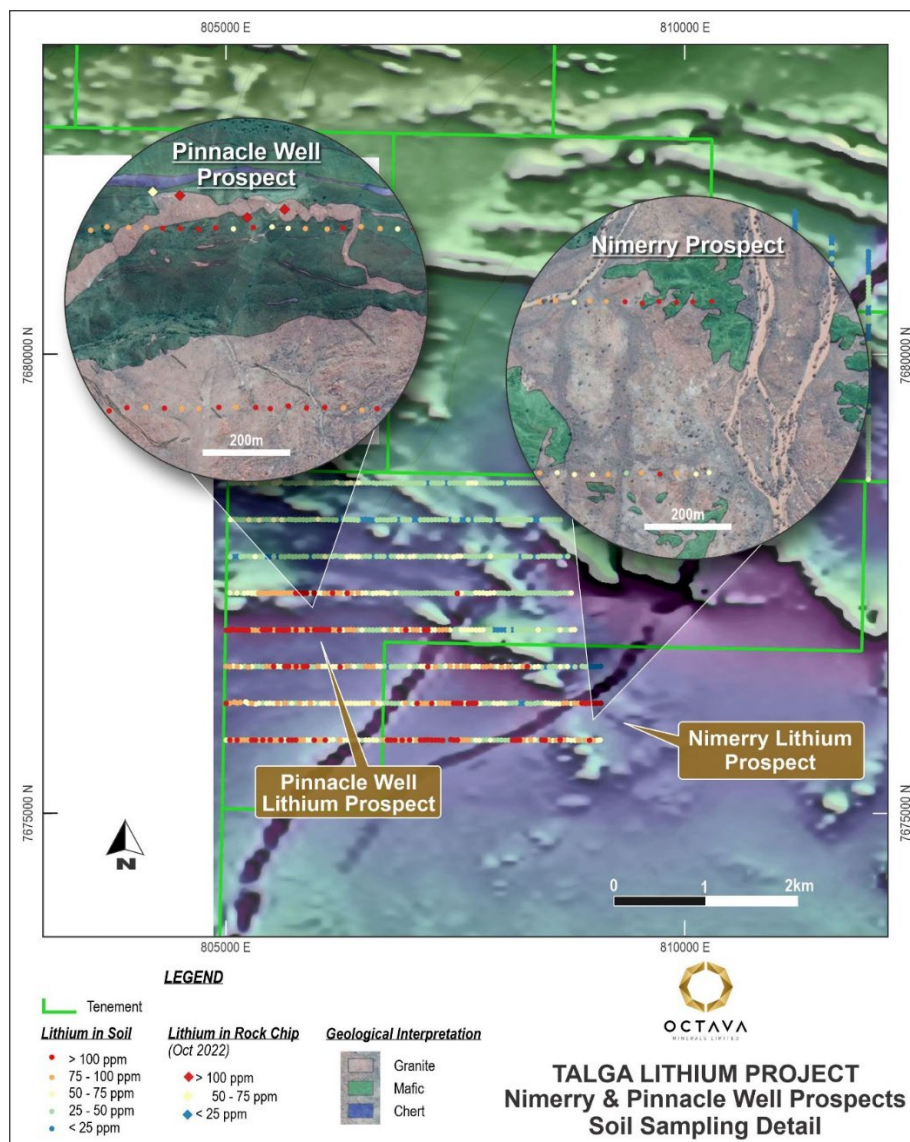 805000 E
810000 E
Pinnacle Well
Prospect
200m
Nimerry Prospect
200m
7680000 N
7680000 N
Pinnacle Well
Lithium Prospect
Nimerry Lithium
Prospect
7675000 N
7675000 N
N
0 1 2km
805000 E
810000 E
LEGEND
Tenement
Lithium in Soil
> 100 ppm
75 - 100 ppm
50 - 75 ppm
25 - 50 ppm
< 25 ppm
Lithium in Rock Chip
(Oct 2022)
> 100 ppm
50 - 75 ppm
< 25 ppm
Geological Interpretation
Granite
Mafic
Chert
OCTAVA
MINERALS LIMITED
TALGA LITHIUM PROJECT
Nimerry & Pinnacle Well Prospects
Soil Sampling Detail